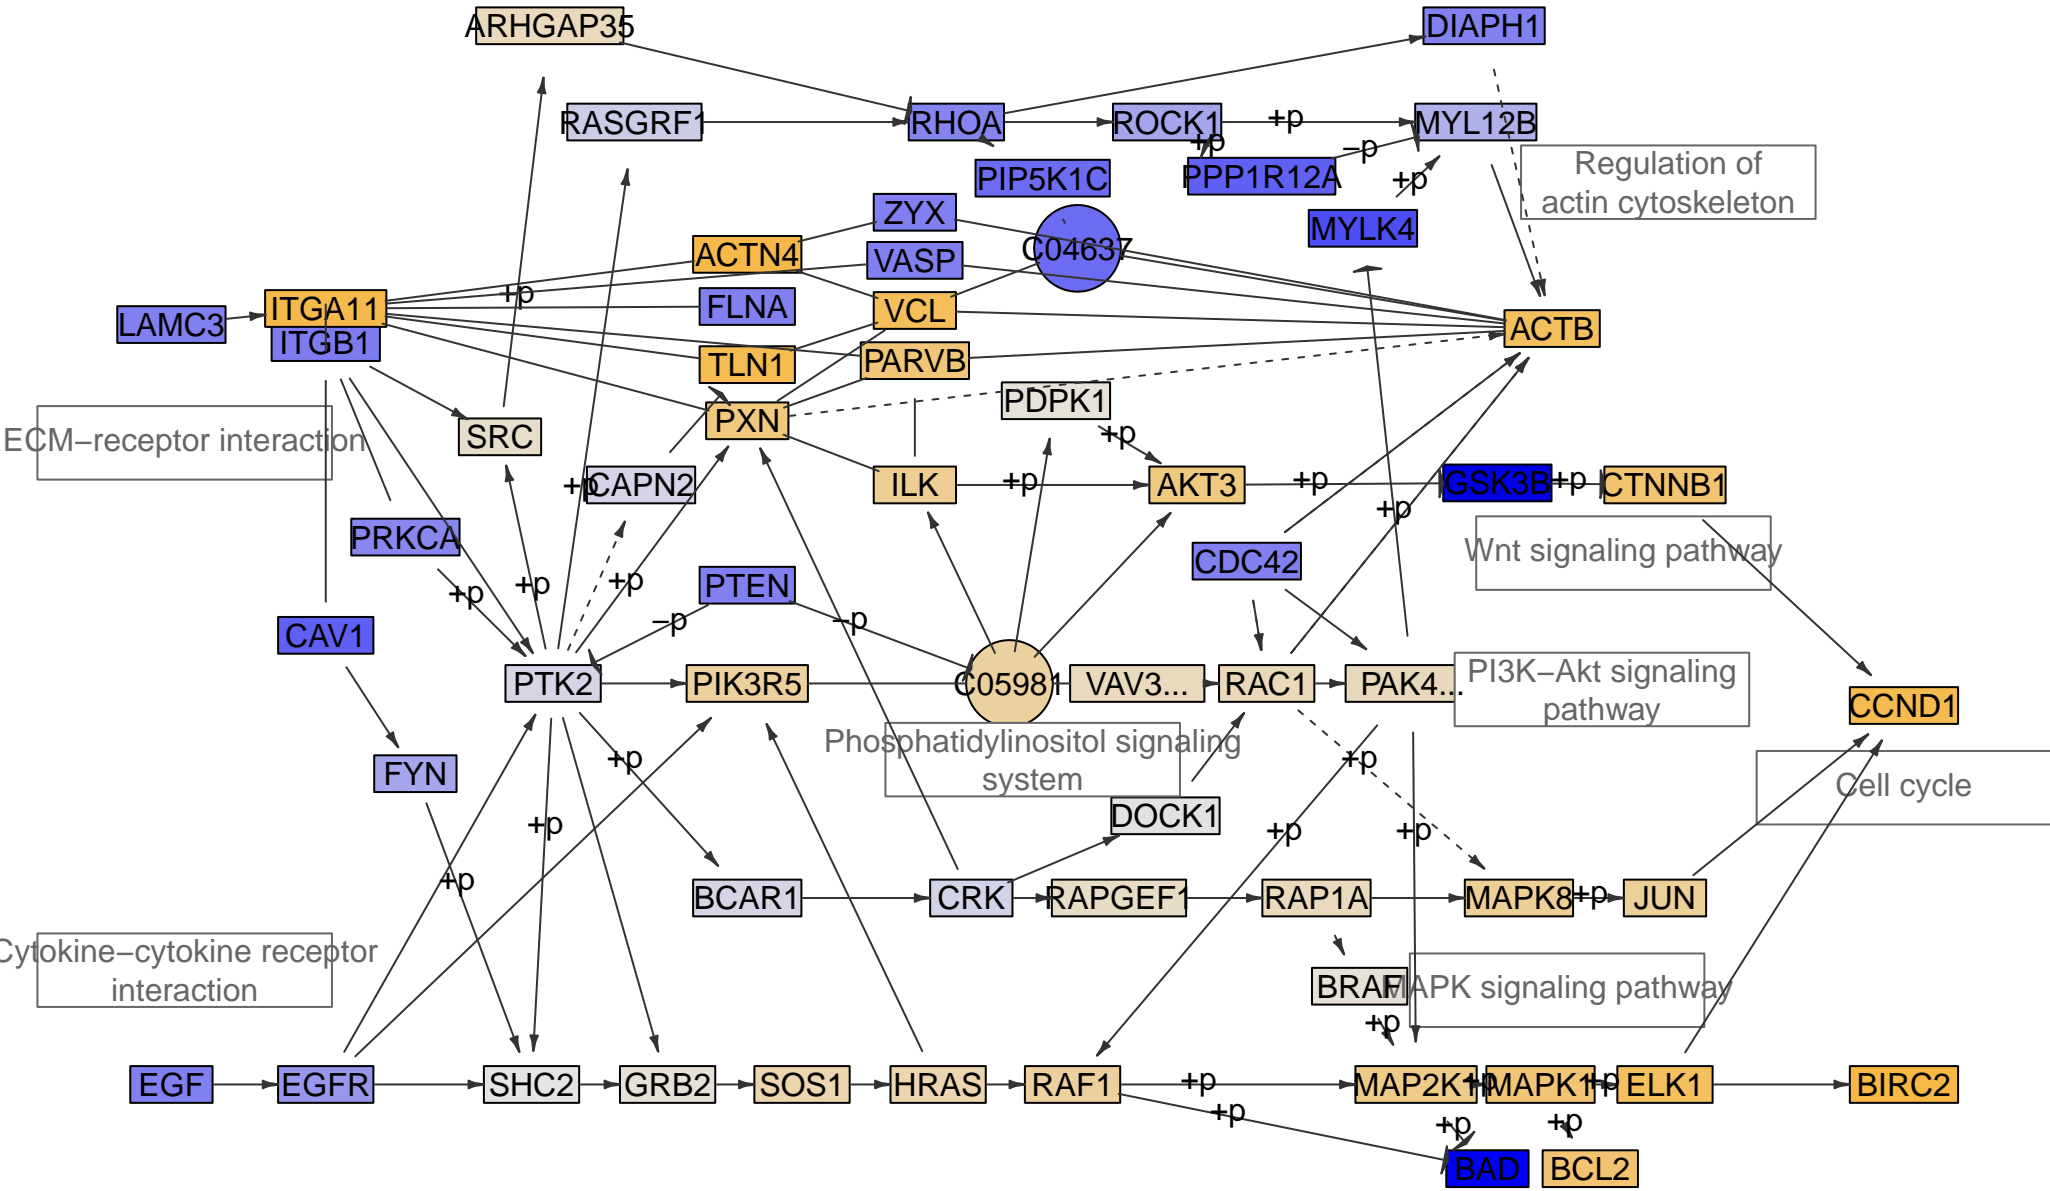 ARHGAP35
DIAPH1
RASGRF1
RHOA
ROCK1
+p
MYL12B
+p
−p
PIP5K1C
PPP1R12A
+p
Regulation of
actin cytoskeleton
ZYX
MYLK4
ACTN4
VASP
C04637
+p
LAMC3
ITGA11
FLNA
VCL
ITGB1
ACTB
TLN1
PARVB
PDPK1
PXN
+p
ECM−receptor interaction
SRC
+p
CAPN2
ILK
+p
AKT3
+p
GSK3B
+p
CTNNB1
+p
PRKCA
CDC42
Wnt signaling pathway
+p
+p
+p
PTEN
−p
−p
CAV1
PTK2
PIK3R5
C05981
VAV3...
RAC1
PAK4...
PI3K−Akt signaling
pathway
CCND1
Phosphatidylinositol signaling
system
+p
+p
FYN
Cell cycle
DOCK1
+p
+p
+p
+p
BCAR1
CRK
RAPGEF1
RAP1A
MAPK8
+p
JUN
Cytokine−cytokine receptor
interaction
BRAF
MAPK signaling pathway
+p
EGF
EGFR
SHC2
GRB2
SOS1
HRAS
RAF1
+p
MAP2K1
+p
MAPK1
+p
ELK1
BIRC2
+p
+p
+p
BAD
BCL2